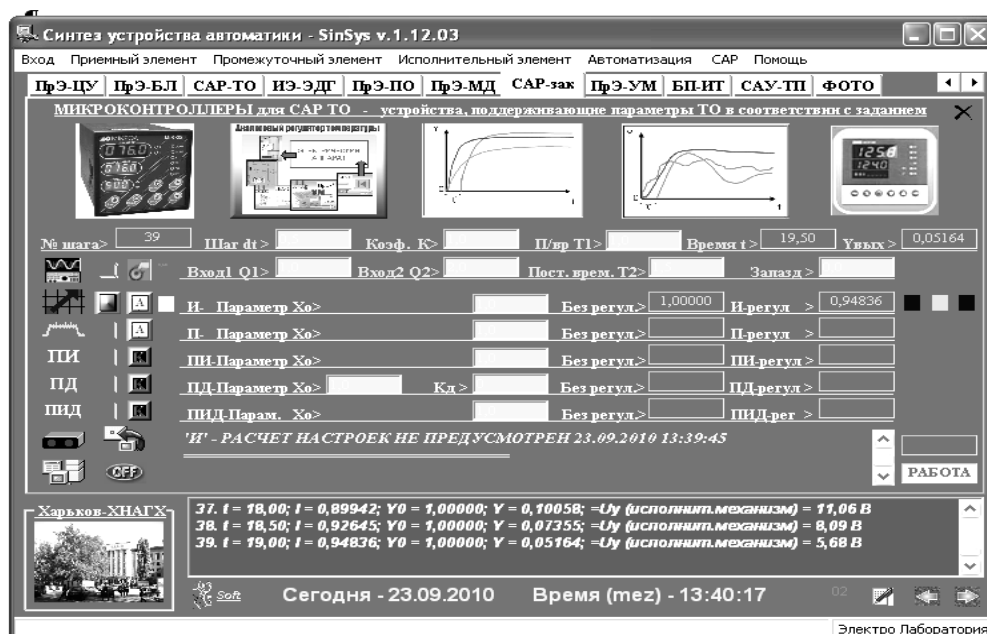 ¶
Синтез устройства автоматики - SinSys v.1.12.03
Вход Приемный элемент Промежуточный элемент Исполнительный элемент Автоматизация САР Помощь
ПрЭ-ЦУ ПрЭ-БЛ САР-ТО ИЭ-ЭДГ ПрЭ-ПО ПрЭ-МД САР-зак ПрЭ-УМ БП-ИТ САУ-ТП ФОТО
МИКРОКОНТРОЛЛЕРЫ для САР ТО - устройства, поддерживающие параметры ТО в соответствии с заданием
Аналоговый регулятор температуры
№ шага> 39 Шаг dt > Коэф. К> П/вр Т1> Время t > 19,50 Yвых > 0,05164
Вход1 Q1> Вход2 Q2> Пост. врем. Т2> Запазд >
И- Параметр Хо> Без регул.> 1,00000 И-регул > 0,94836
П- Параметр Хо> Без регул.> П-регул >
ПИ ПИ-Параметр Хо> Без регул.> ПИ-регул >
ПД ПД-Параметр Хо> Кд > Без регул.> ПД-регул >
ПИД ПИД-Парам. Хо> Без регул.> ПИД-рег >
'И' - РАСЧЕТ НАСТРОЕК НЕ ПРЕДУСМОТРЕН 23.09.2010 13:39:45
OFF РАБОТА
Харьков-ХНАГХ
37. t = 18,00; I = 0,89942; Y0 = 1,00000; Y = 0,10058; =Uy (исполнит.механизм) = 11,06 В
38. t = 18,50; I = 0,92645; Y0 = 1,00000; Y = 0,07355; =Uy (исполнит.механизм) = 8,09 В
39. t = 19,00; I = 0,94836; Y0 = 1,00000; Y = 0,05164; =Uy (исполнит.механизм) = 5,68 В
Soft Сегодня - 23.09.2010 Время (mez) - 13:40:17 02
Электро Лаборатория